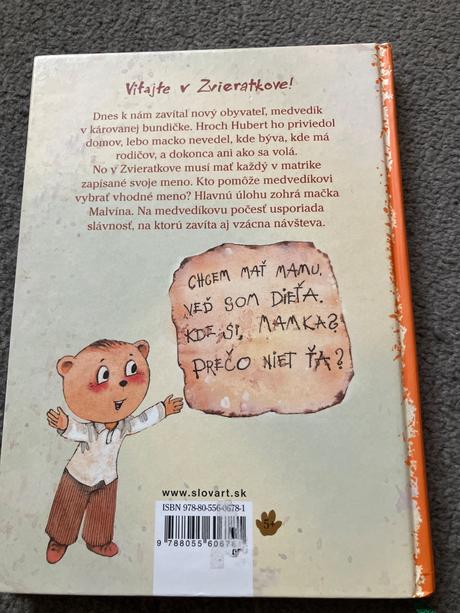 Vitajte v Zvieratkove!
Dnes k nám zavítal nový obyvateľ, medvedík
v károvanej bundičke. Hroch Hubert ho priviedol
domov, lebo macko nevedel, kde býva, kde má
rodičov, a dokonca ani ako sa volá.
No v Zvieratkove musí mať každý v matrike
zapísané svoje meno. Kto pomôže medvedíkovi
vybrať vhodné meno? Hlavnú úlohu zohrá mačka
Malvína. Na medvedíkovu počesť usporiada
slávnosť, na ktorú zavíta aj vzácna návšteva.
CHCEM MAŤ MAMU,
VEĎ SOM DIEŤA.
KDE SI, MAMKA?
PREČO NIET ŤA?
www.slovart.sk
ISBN 978-80-556-0678-1
5+